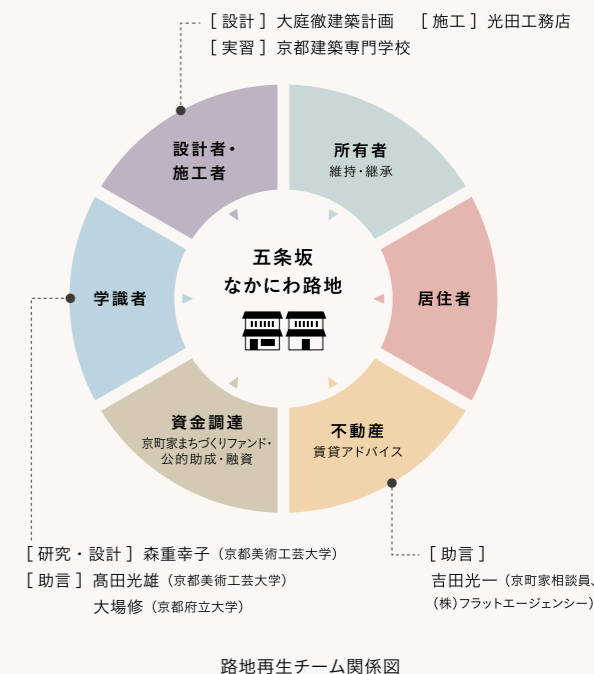 [ 設計 ] 大庭徹建築計画 [ 施工 ] 光田工務店
[ 実習 ] 京都建築専門学校
設計者・
施工者
所有者
維持・継承
学識者
五条坂
なかにわ路地
居住者
資金調達
京町家まちづくりファンド・
公的助成・融資
不動産
賃貸アドバイス
[ 研究・設計 ] 森重幸子（京都美術工芸大学）
[ 助言 ] 髙田光雄（京都美術工芸大学）
大場修（京都府立大学）
[ 助言 ]
吉田光一（京町家相談員、
（株）フラットエージェンシー）
路地再生チーム関係図